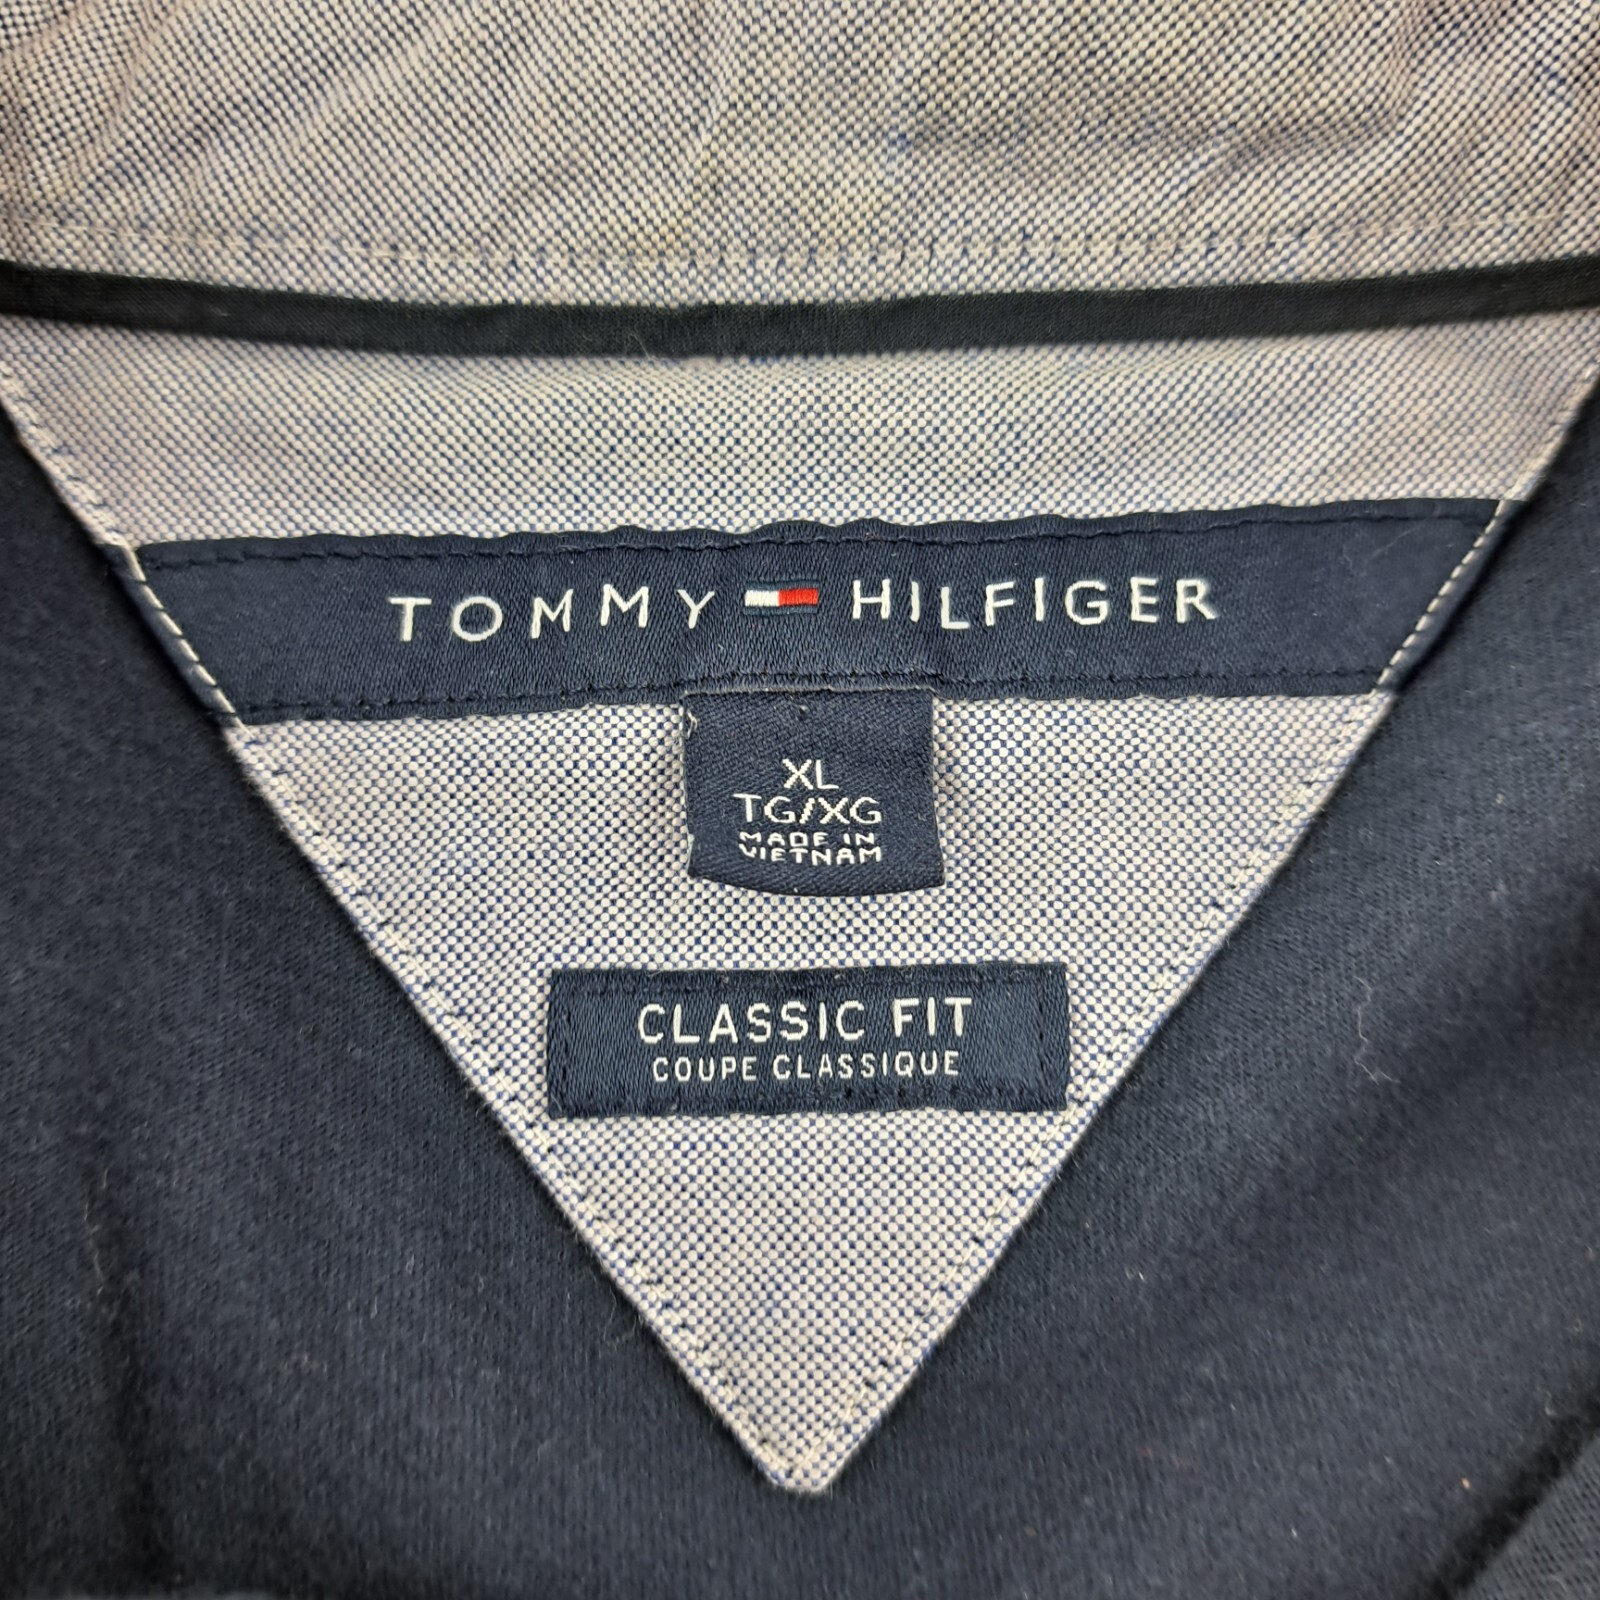 TOMMY HILFIGER
XL
TG/XG
MADE IN
VIETNAM
CLASSIC FIT
COUPE CLASSIQUE